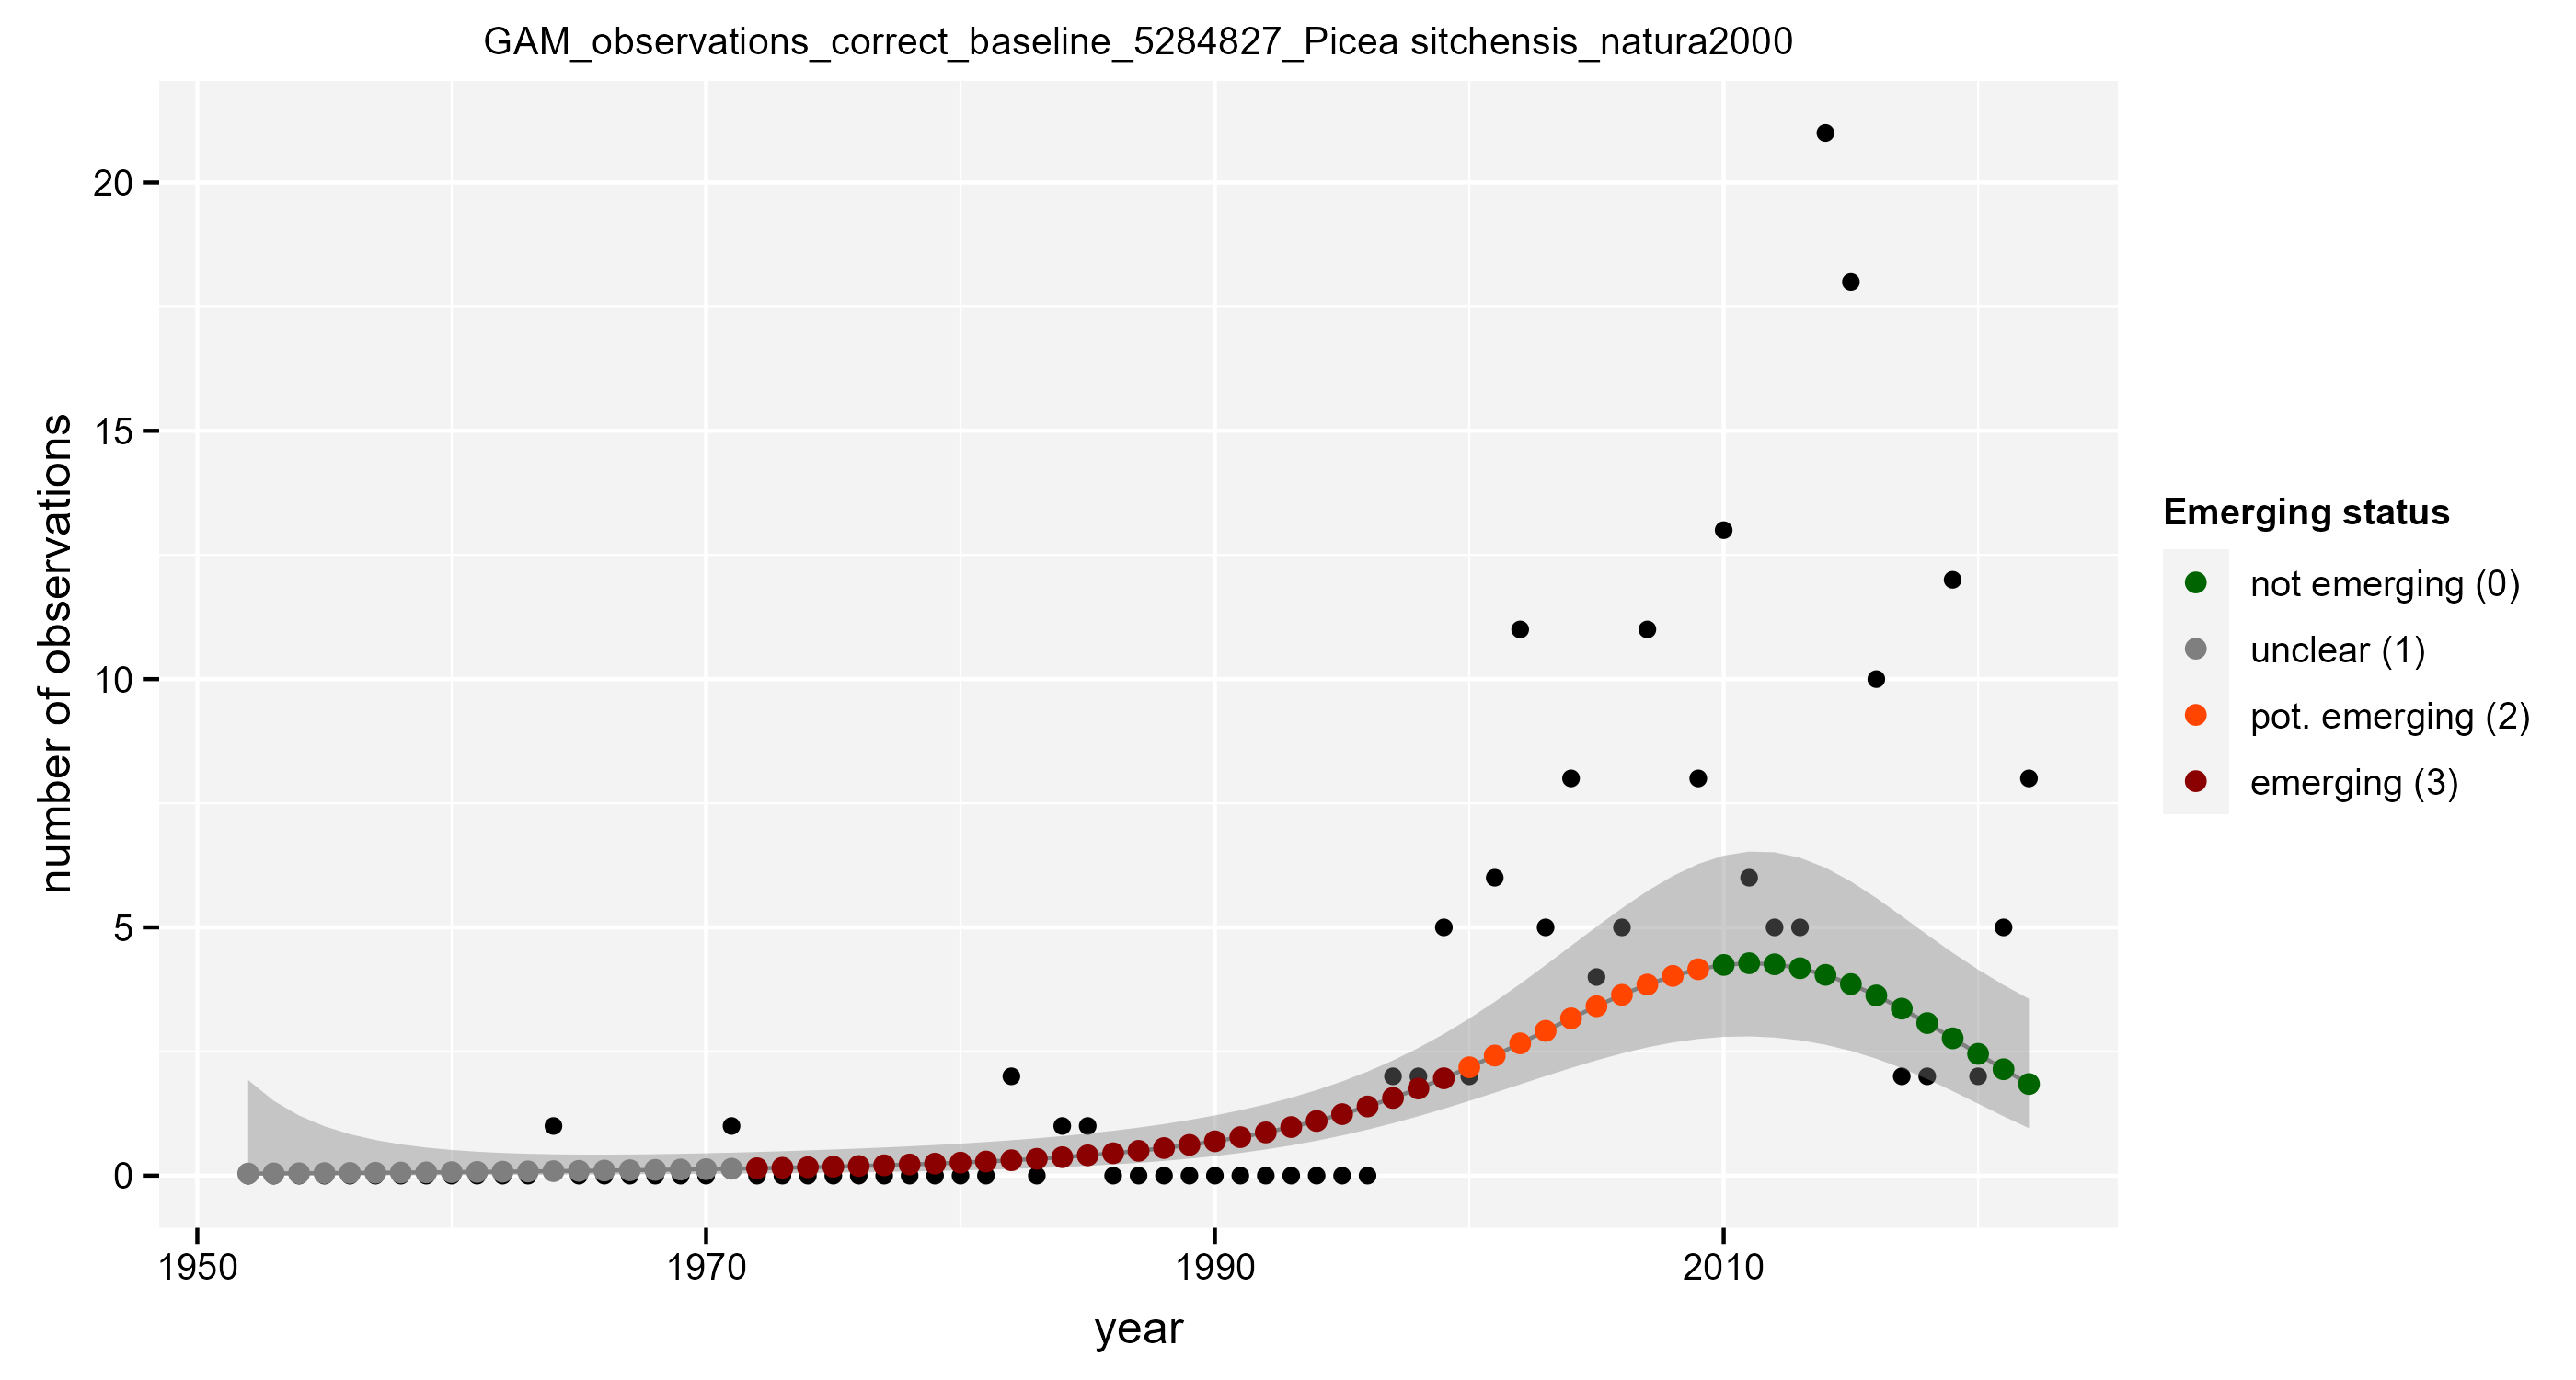 GAM_observations_correct_baseline_5284827_Picea sitchensis_natura2000
number of observations
20
15
10
5
0
1950 1970 1990 2010
year
Emerging status
not emerging (0)
unclear (1)
pot. emerging (2)
emerging (3)